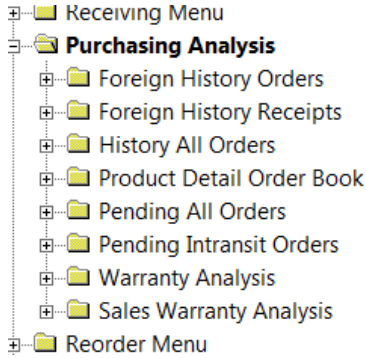 Receiving Menu
Purchasing Analysis
Foreign History Orders
Foreign History Receipts
History All Orders
Product Detail Order Book
Pending All Orders
Pending Intransit Orders
Warranty Analysis
Sales Warranty Analysis
Reorder Menu